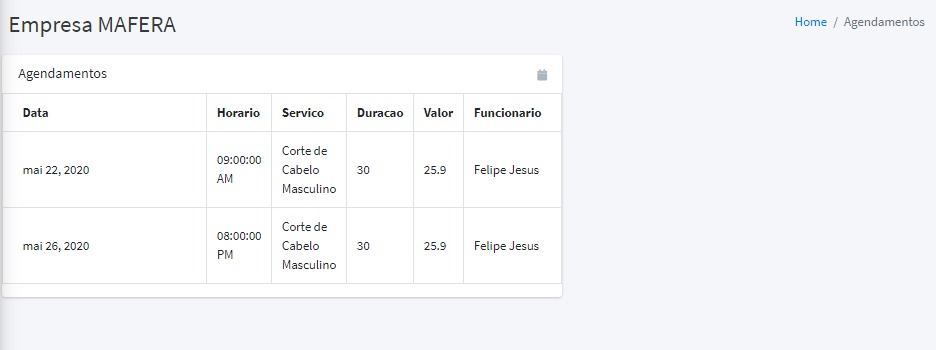 Empresa MAFERA
Home / Agendamentos
Agendamentos
Data Horario Servico Duracao Valor Funcionario
mai 22, 2020 09:00:00 AM Corte de Cabelo Masculino 30 25.9 Felipe Jesus
mai 26, 2020 08:00:00 PM Corte de Cabelo Masculino 30 25.9 Felipe Jesus